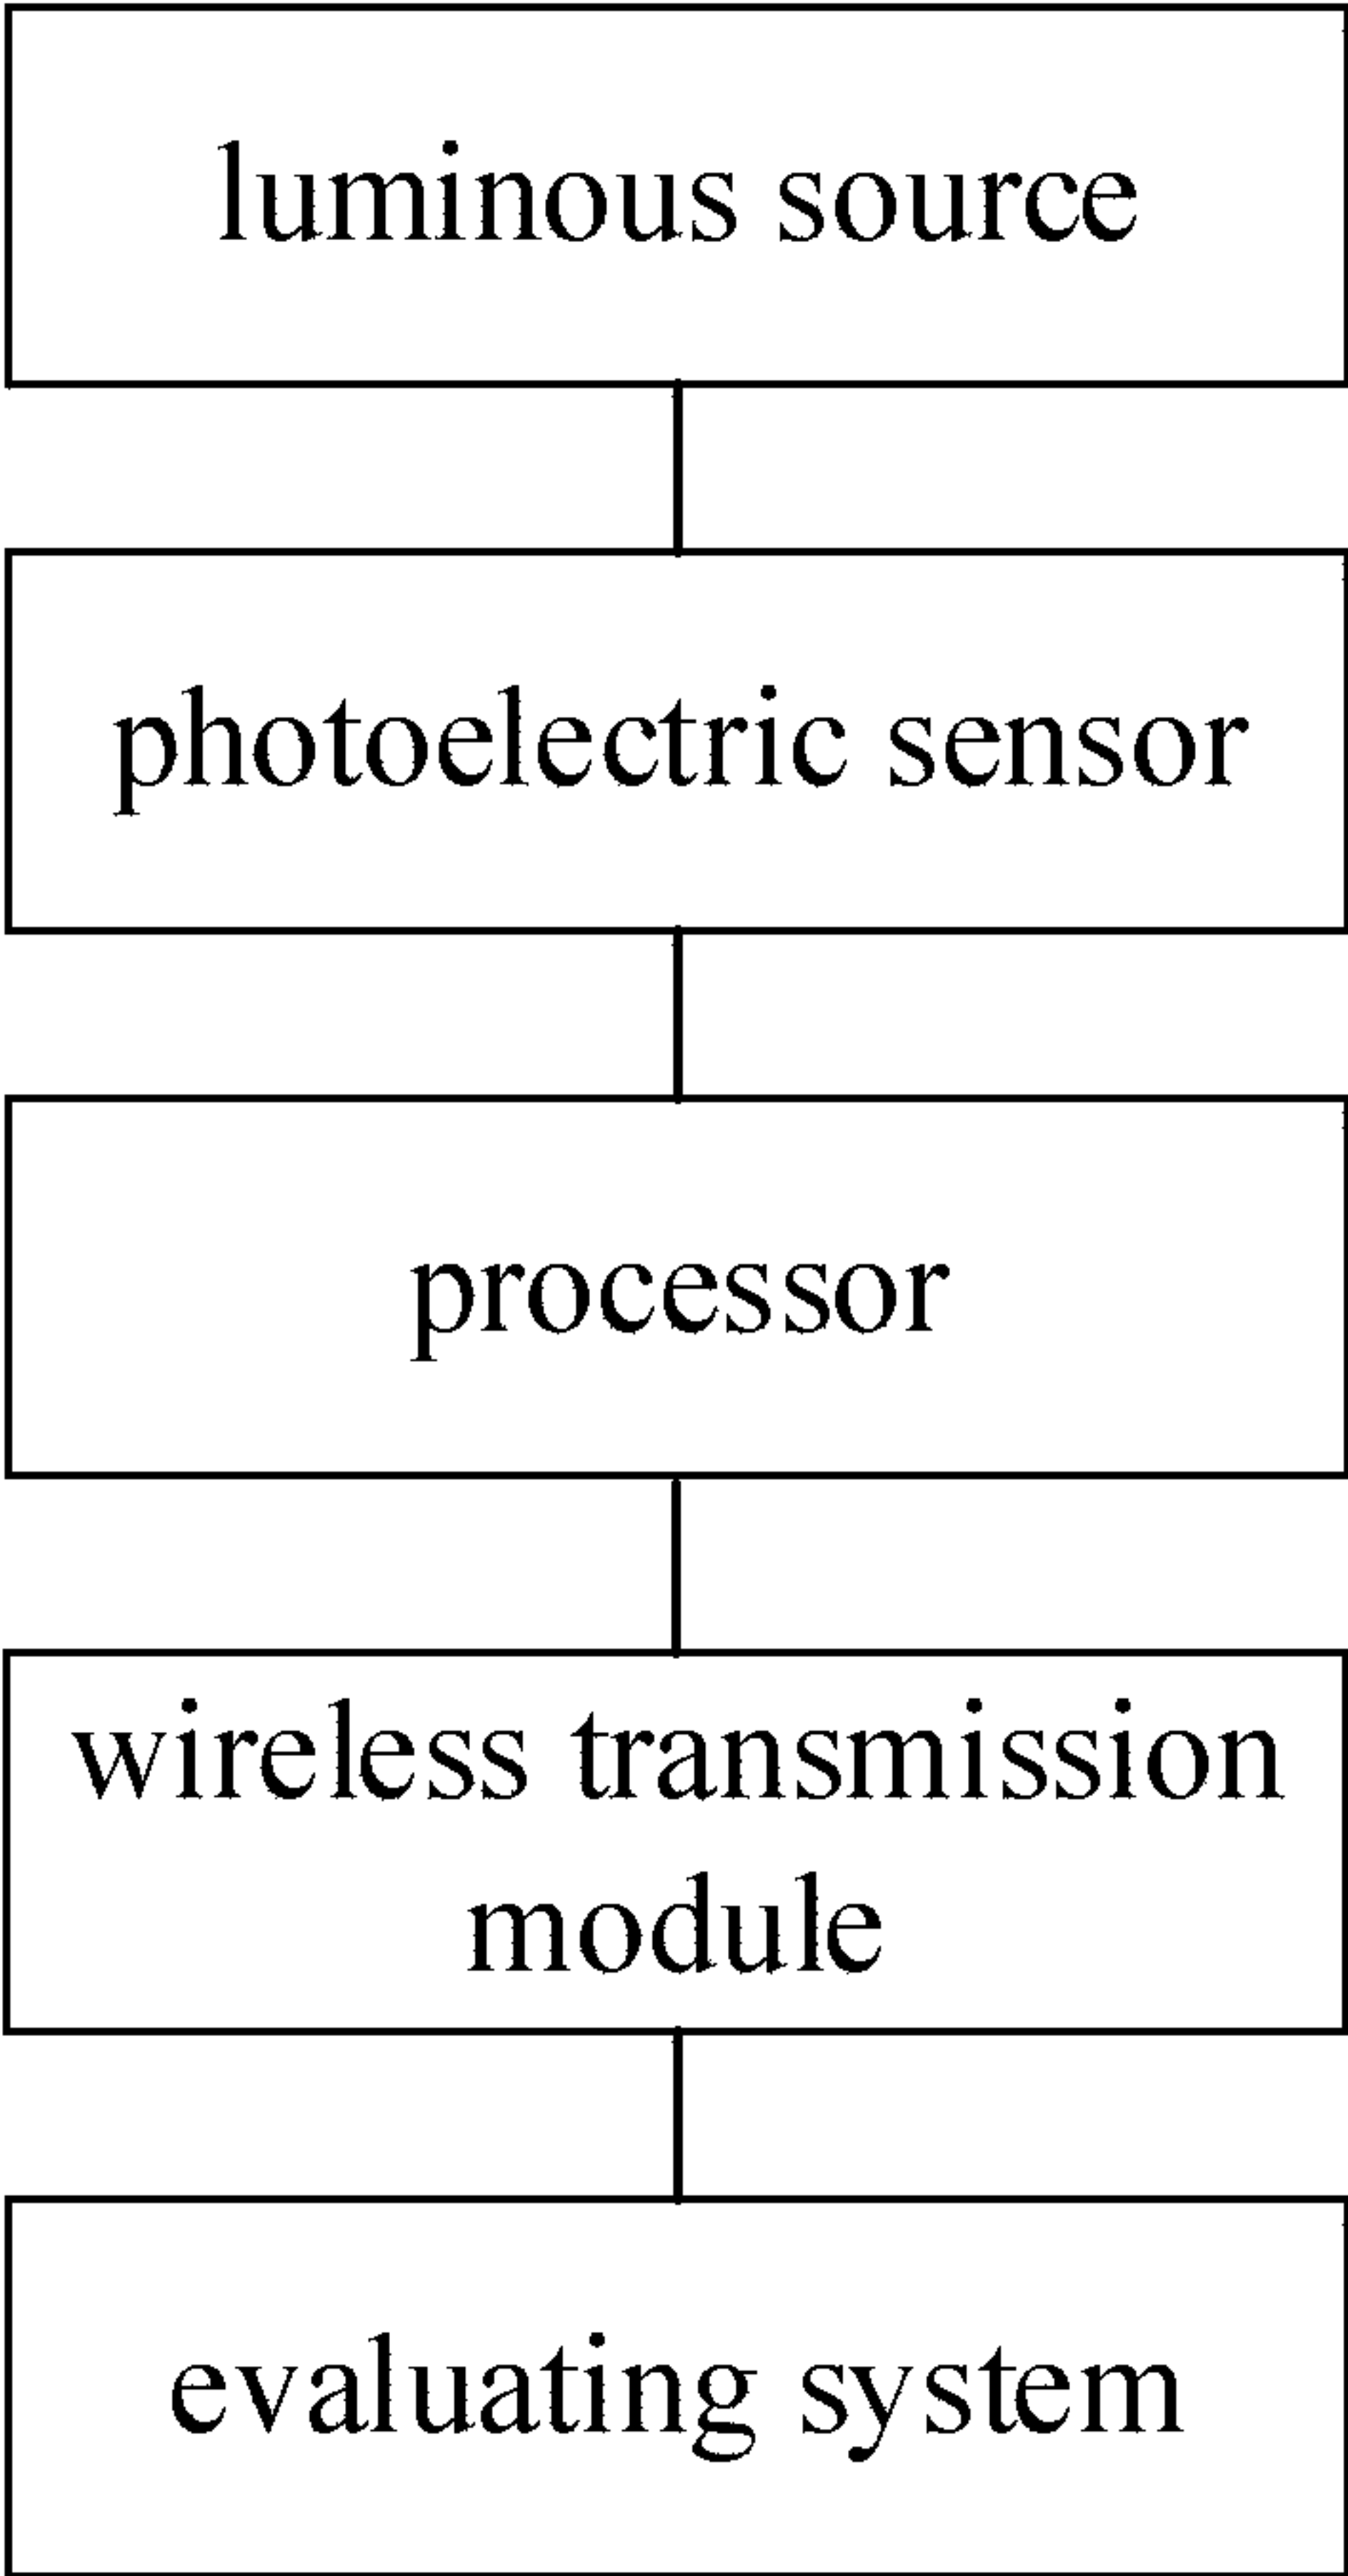 luminous source
photoelectric sensor
processor
wireless transmission
module
evaluating system